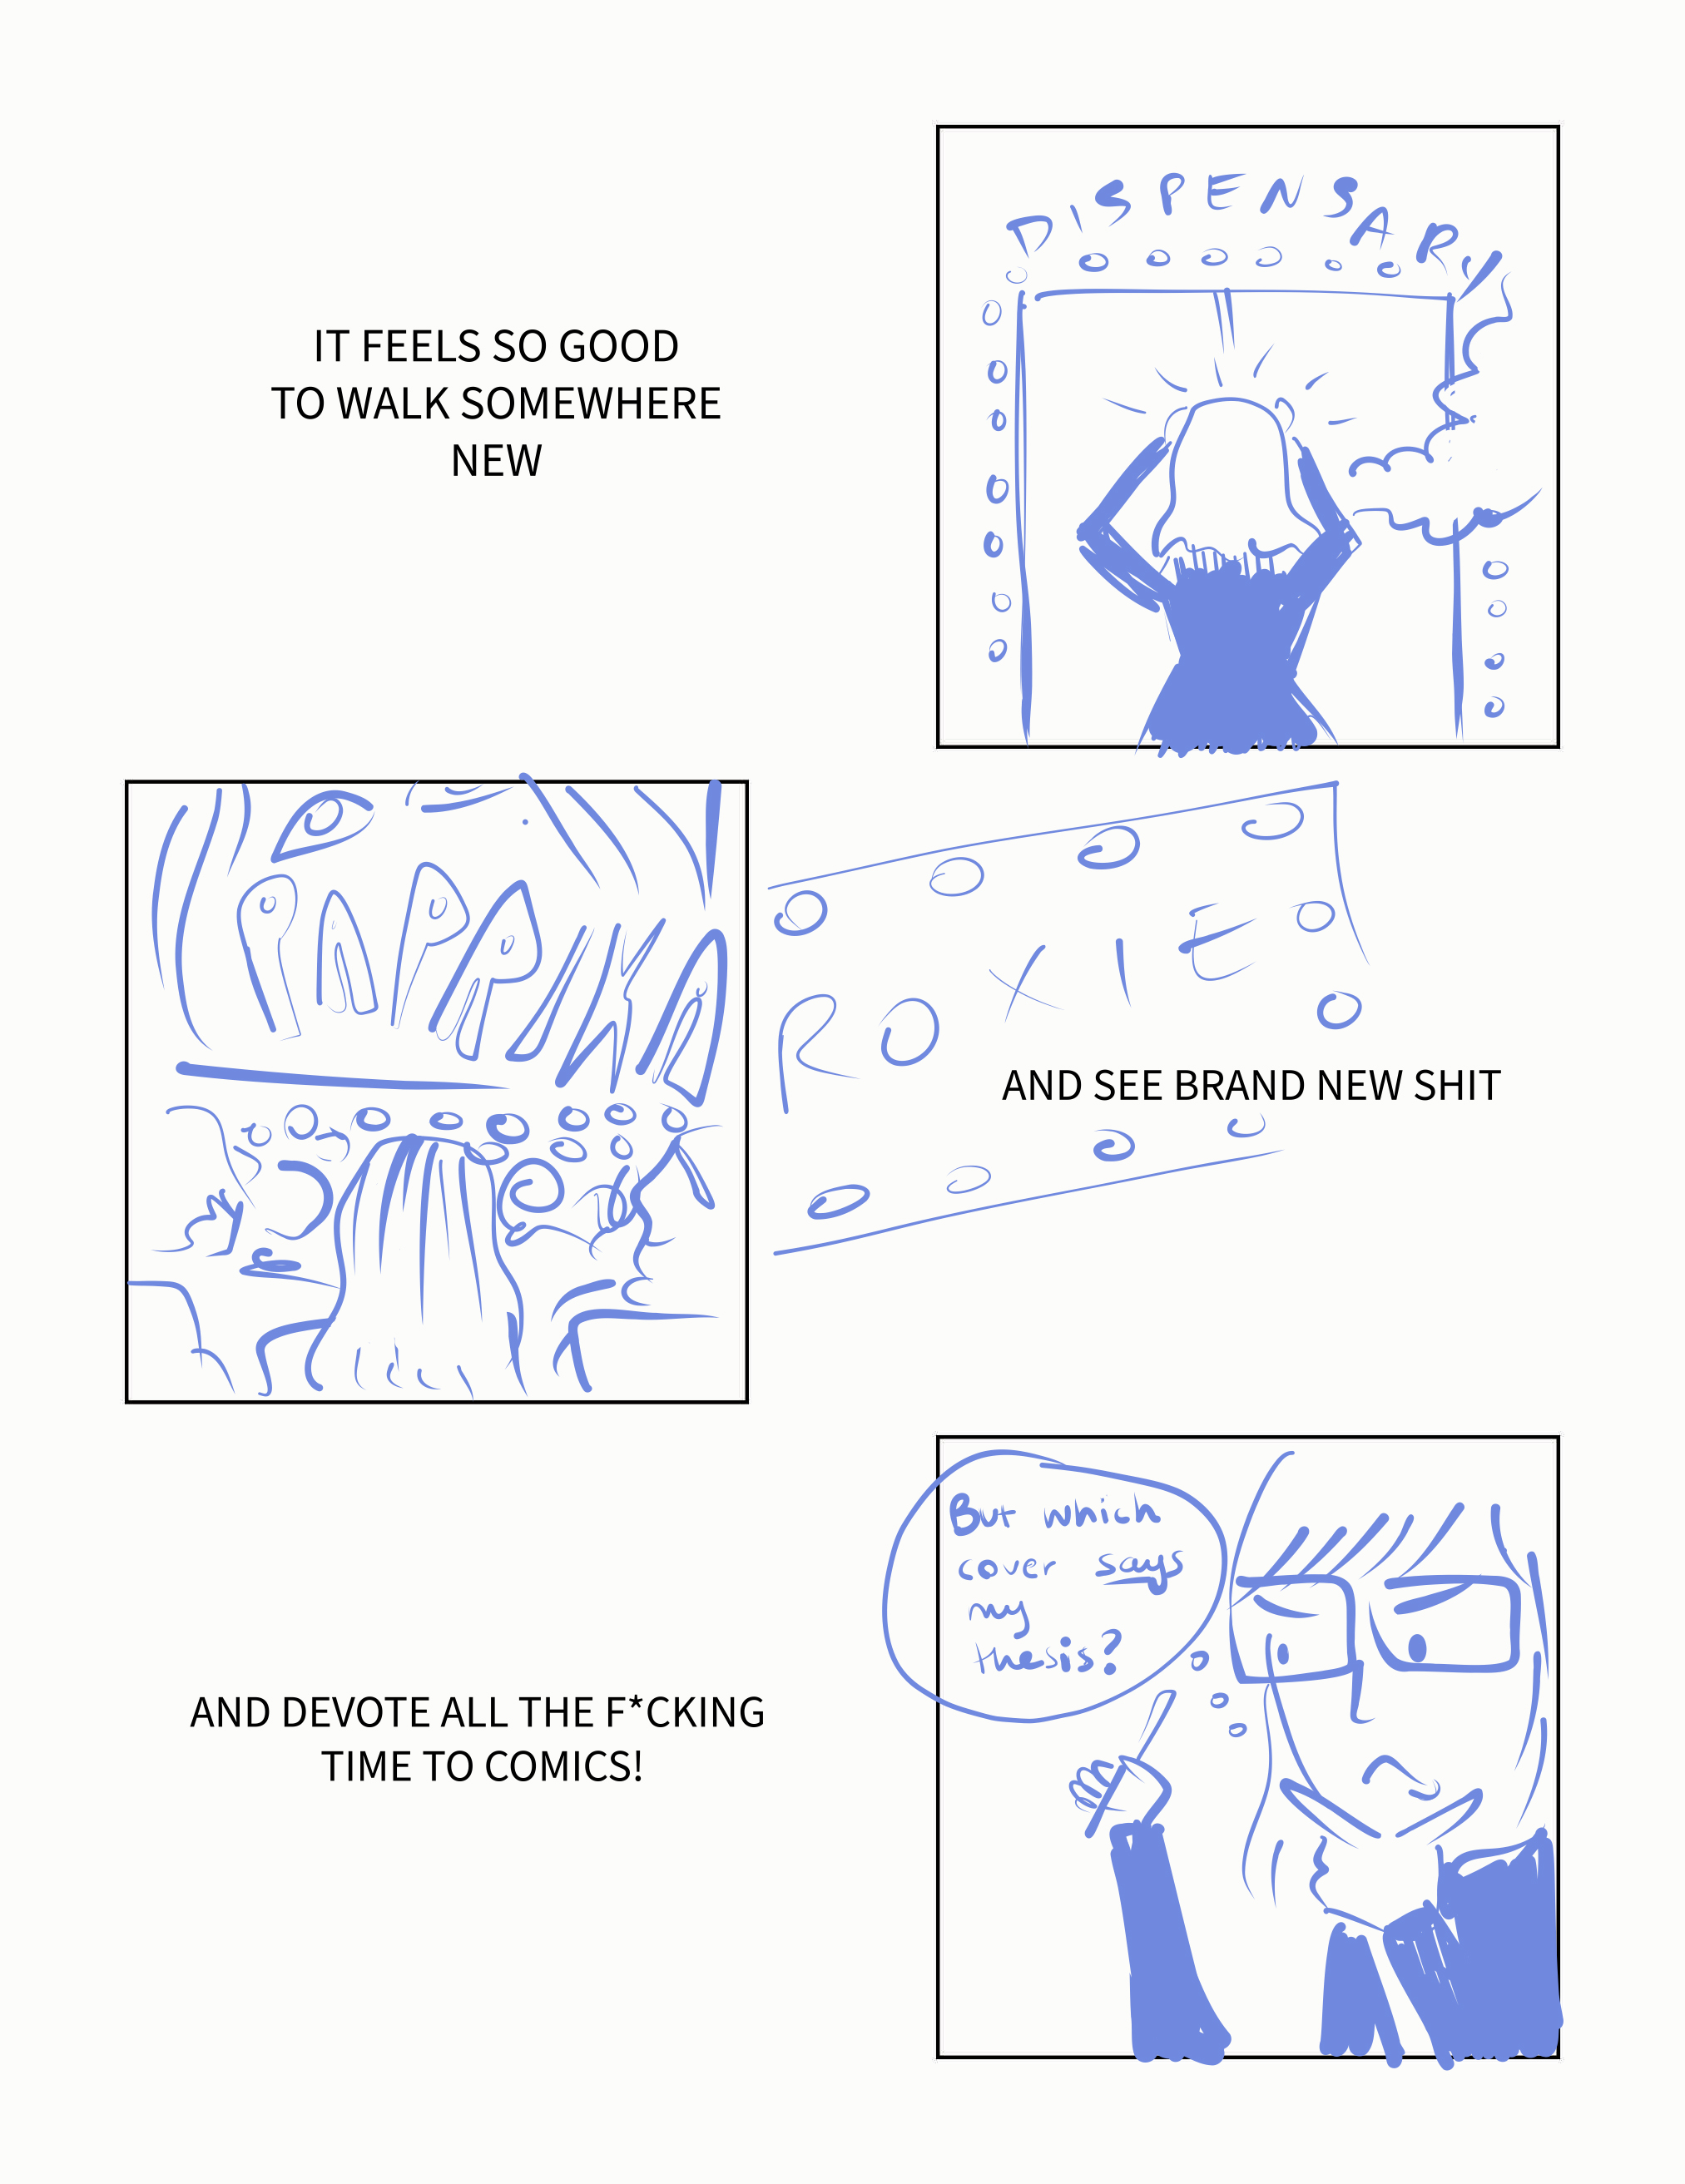 DISPENSARY
IT FEELS SO GOOD
TO WALK SOMEWHERE
NEW
PAPRIKA
ROXIE
AND SEE BRAND NEW SHIT
But which
cover says
my
thesis?
AND DEVOTE ALL THE F*CKING
TIME TO COMICS!